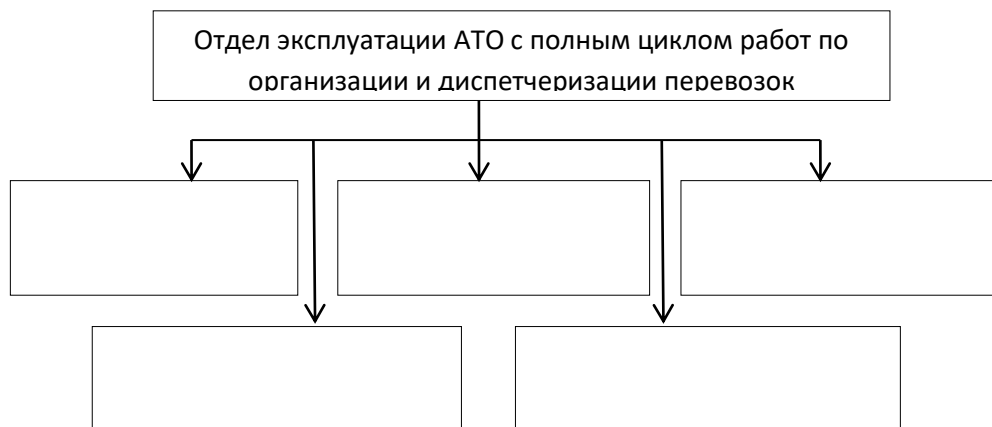 Отдел эксплуатации АТО с полным циклом работ по
организации и диспетчеризации перевозок